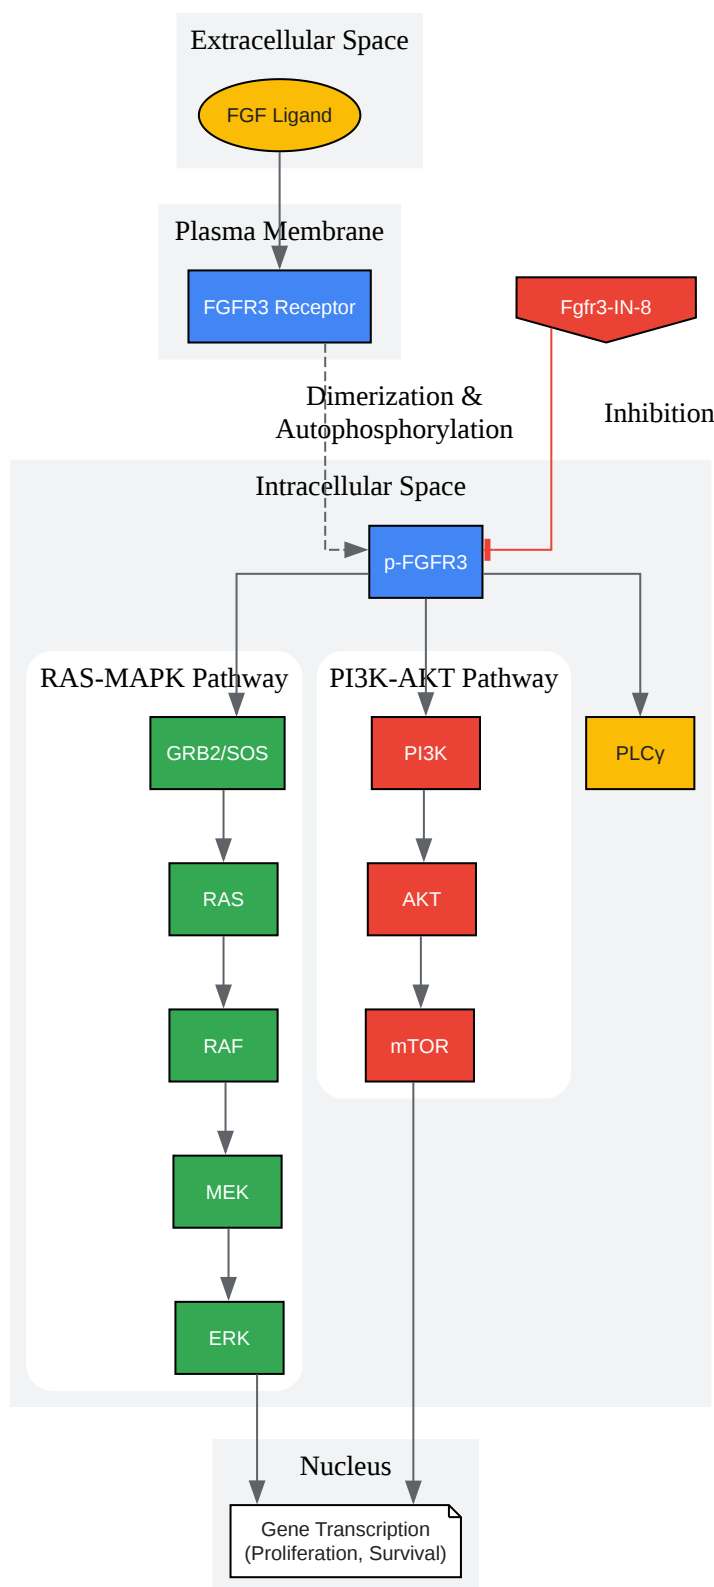 Extracellular Space
FGF Ligand
Plasma Membrane
FGFR3 Receptor
Fgfr3-IN-8
Dimerization &
Autophosphorylation
Inhibition
Intracellular Space
p-FGFR3
RAS-MAPK Pathway
PI3K-AKT Pathway
GRB2/SOS
PI3K
PLCγ
RAS
AKT
RAF
mTOR
MEK
ERK
Nucleus
Gene Transcription
(Proliferation, Survival)